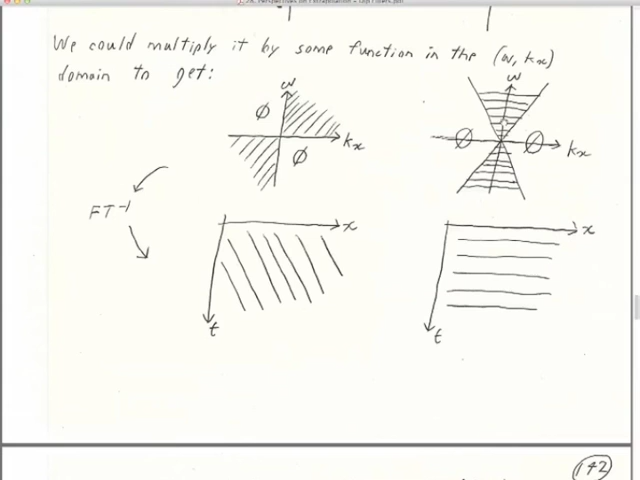 We could multiply it by some function in the (ω, kx)
domain to get:
ω
ω
φ
kx
φ
φ
φ
kx
FT⁻¹
x
x
t
t
142